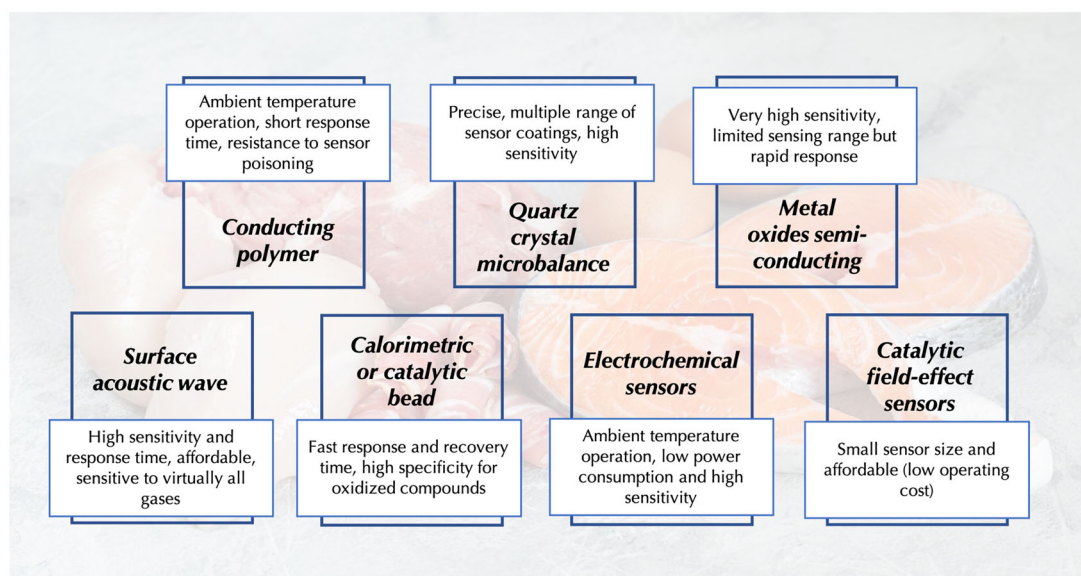 Ambient temperature
operation, short response
time, resistance to sensor
poisoning
Conducting
polymer
Precise, multiple range of
sensor coatings, high
sensitivity
Quartz
crystal
microbalance
Very high sensitivity,
limited sensing range but
rapid response
Metal
oxides semi-
conducting
Surface
acoustic wave
High sensitivity and
response time, affordable,
sensitive to virtually all
gases
Calorimetric
or catalytic
bead
Fast response and recovery
time, high specificity for
oxidized compounds
Electrochemical
sensors
Ambient temperature
operation, low power
consumption and high
sensitivity
Catalytic
field-effect
sensors
Small sensor size and
affordable (low operating
cost)